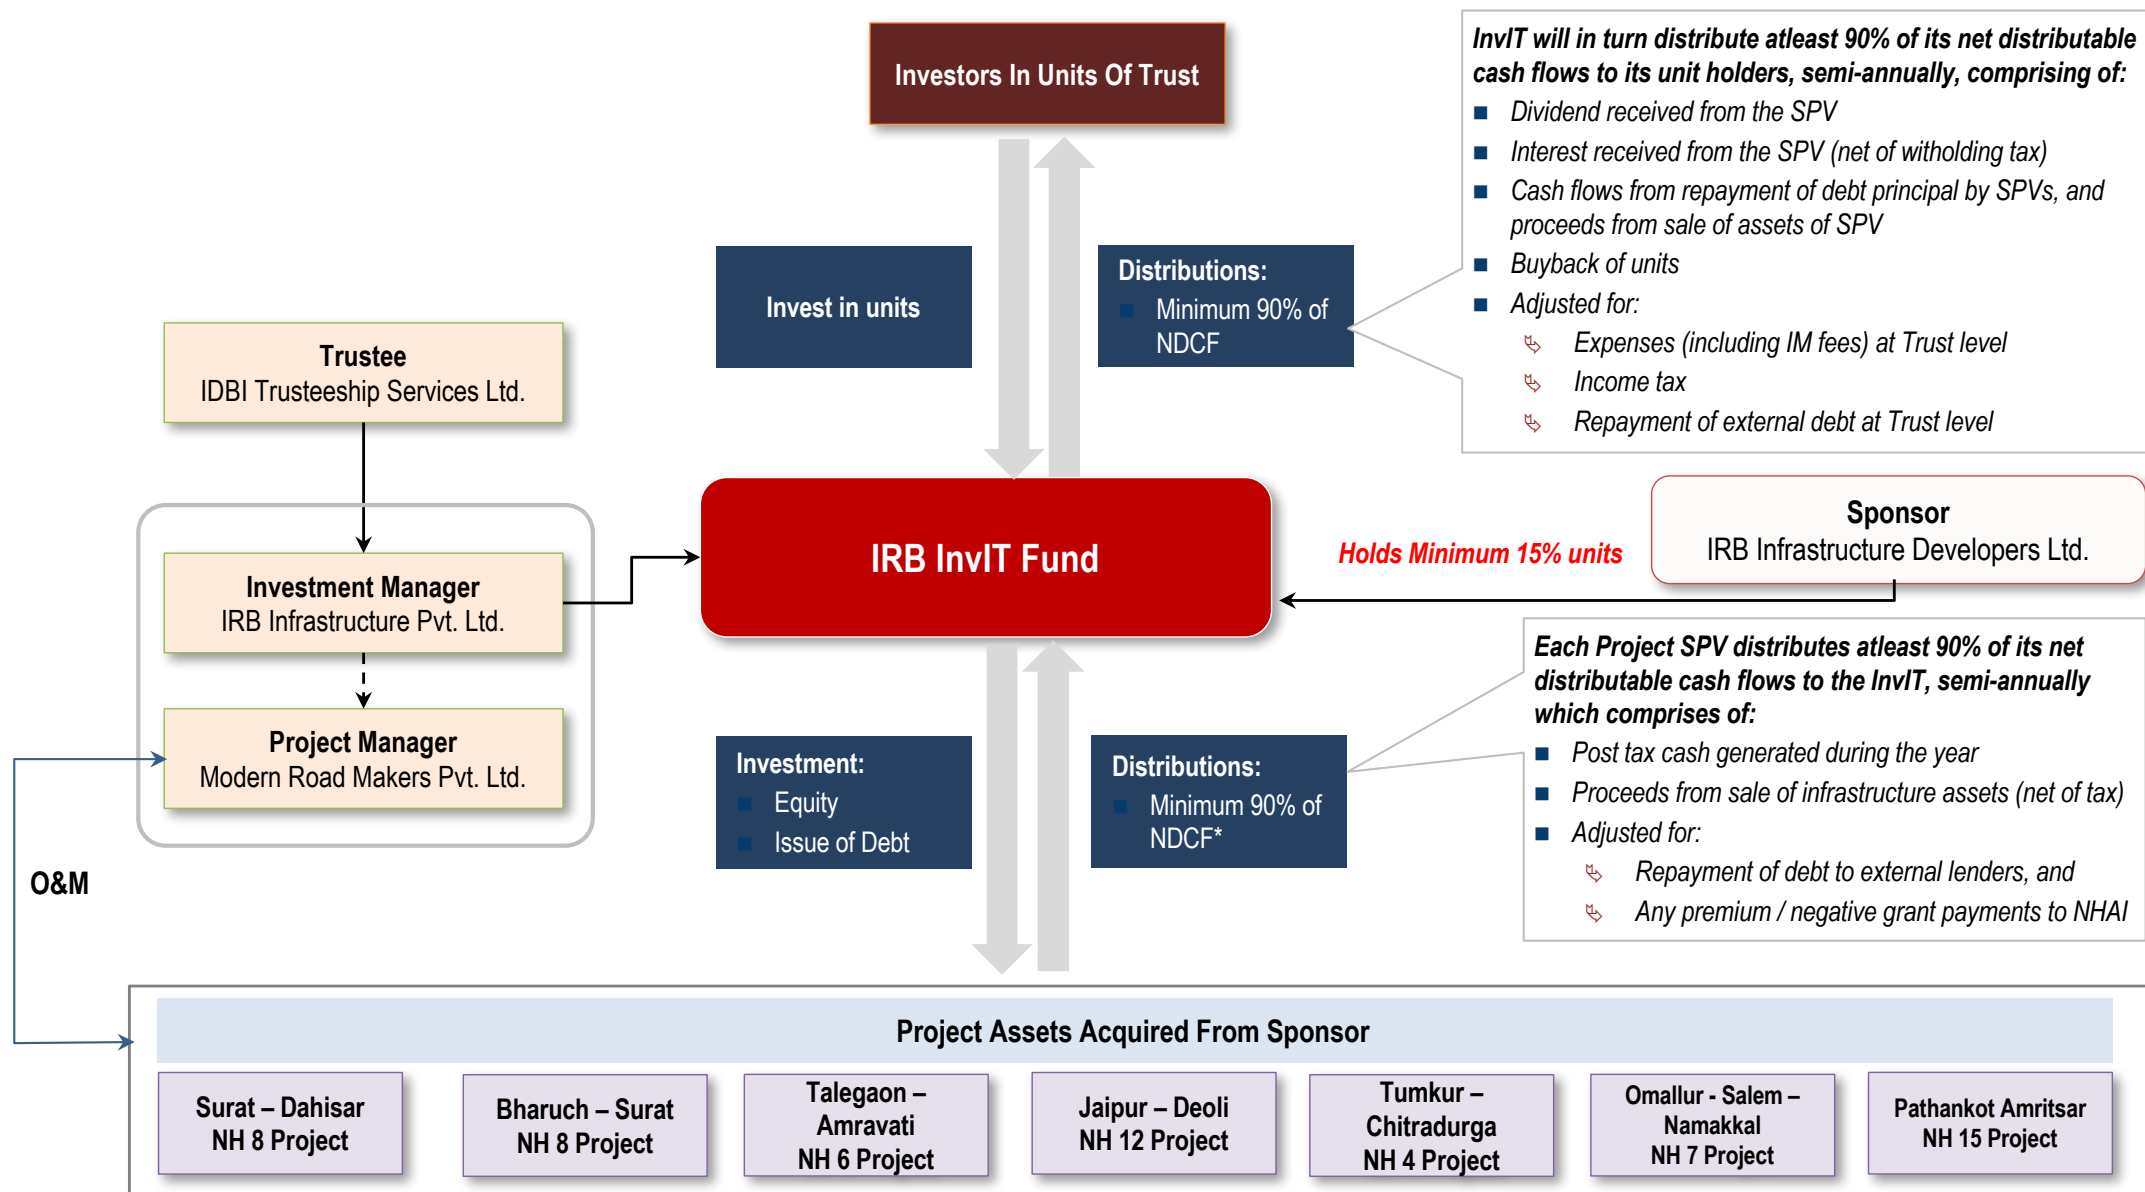 Investors In Units Of Trust
InvIT will in turn distribute atleast 90% of its net distributable
cash flows to its unit holders, semi-annually, comprising of:
Dividend received from the SPV
Interest received from the SPV (net of witholding tax)
Cash flows from repayment of debt principal by SPVs, and
proceeds from sale of assets of SPV
Buyback of units
Adjusted for:
Expenses (including IM fees) at Trust level
Income tax
Repayment of external debt at Trust level
Invest in units
Distributions:
Minimum 90% of
NDCF
Trustee
IDBI Trusteeship Services Ltd.
Investment Manager
IRB Infrastructure Pvt. Ltd.
Project Manager
Modern Road Makers Pvt. Ltd.
IRB InvIT Fund
Holds Minimum 15% units
Sponsor
IRB Infrastructure Developers Ltd.
Each Project SPV distributes atleast 90% of its net
distributable cash flows to the InvIT, semi-annually
which comprises of:
Post tax cash generated during the year
Proceeds from sale of infrastructure assets (net of tax)
Adjusted for:
Repayment of debt to external lenders, and
Any premium / negative grant payments to NHAI
Investment:
Equity
Issue of Debt
Distributions:
Minimum 90% of
NDCF*
O&M
Project Assets Acquired From Sponsor
Surat – Dahisar
NH 8 Project
Bharuch – Surat
NH 8 Project
Talegaon –
Amravati
NH 6 Project
Jaipur – Deoli
NH 12 Project
Tumkur –
Chitradurga
NH 4 Project
Omallur - Salem –
Namakkal
NH 7 Project
Pathankot Amritsar
NH 15 Project